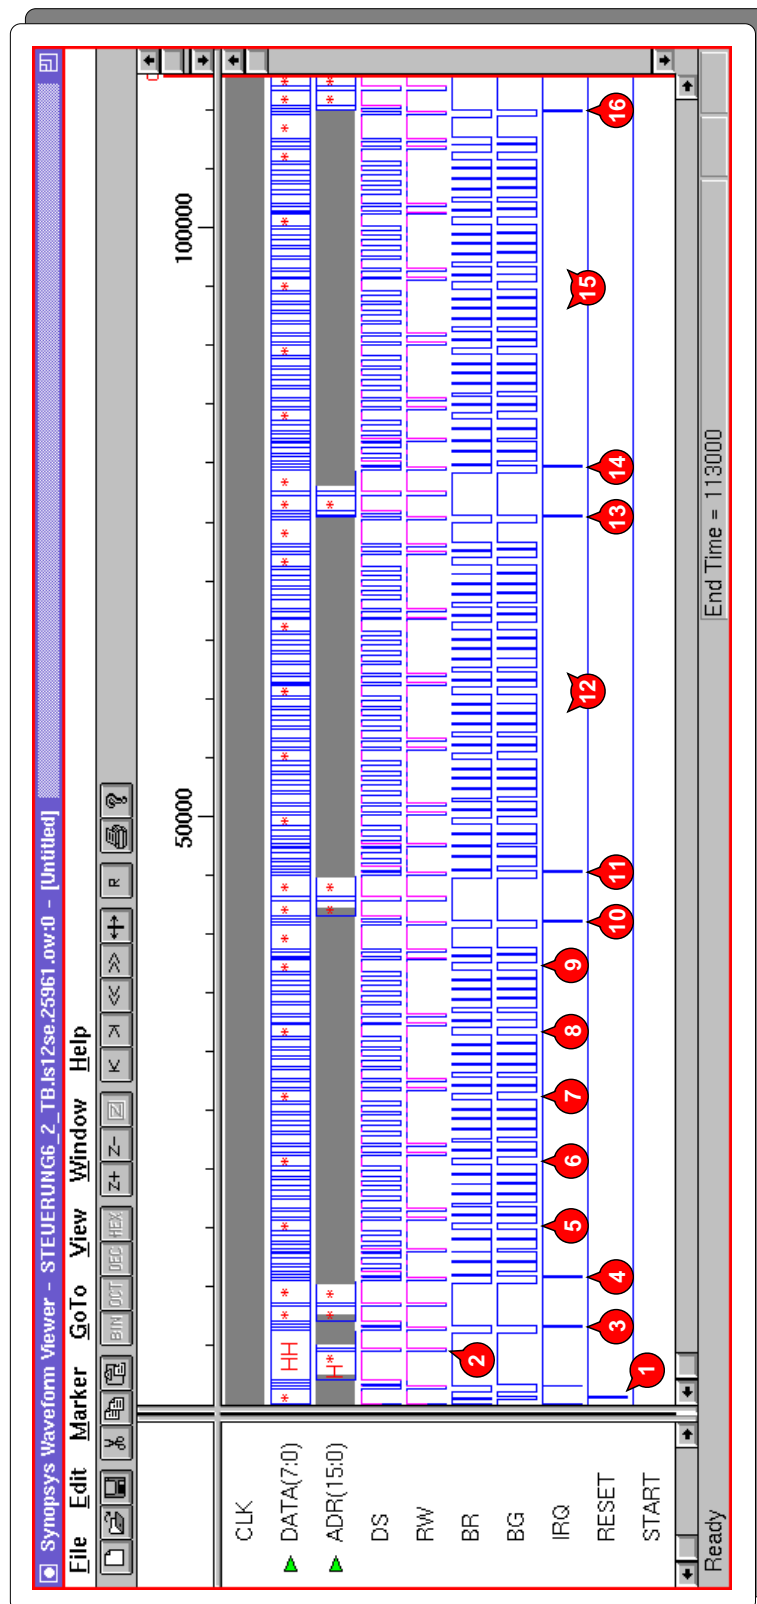 Synopsys Waveform Viewer - STEUERUNG6_2_TB.ls12se.25961.ow:0 - [Untitled]
File Edit Marker GoTo View Window Help
BIN OCT DEC HEX Z+ Z- Z K > << >> R ?
50000 100000 0
CLK
DATA(7:0) * HH * * * * * * * * * * * * * * * * * * * * * * * * * * *
ADR(15:0) H * * * * * * * *
DS
RW
BR
BG
IRQ
RESET
START
1 2 3 4 5 6 7 8 9 10 11 12 13 14 15 16
Ready End Time = 113000